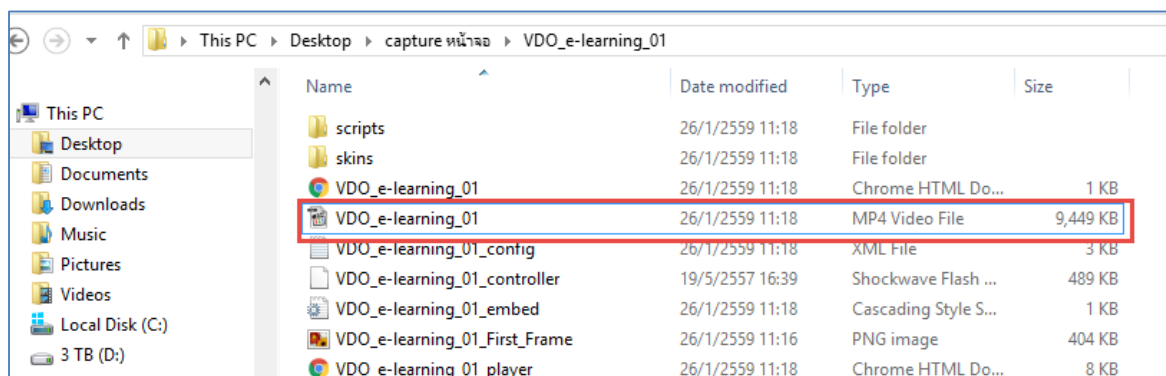 This PC Desktop capture หน้าจอ VDO_e-learning_01
Name Date modified Type Size
This PC
Desktop
Documents
Downloads
Music
Pictures
Videos
Local Disk (C:)
3 TB (D:)
scripts 26/1/2559 11:18 File folder
skins 26/1/2559 11:18 File folder
VDO_e-learning_01 26/1/2559 11:18 Chrome HTML Do... 1 KB
VDO_e-learning_01 26/1/2559 11:18 MP4 Video File 9,449 KB
VDO_e-learning_01_config 26/1/2559 11:18 XML File 3 KB
VDO_e-learning_01_controller 19/5/2557 16:39 Shockwave Flash ... 489 KB
VDO_e-learning_01_embed 26/1/2559 11:18 Cascading Style S... 1 KB
VDO_e-learning_01_First_Frame 26/1/2559 11:16 PNG image 404 KB
VDO_e-learning_01_player 26/1/2559 11:18 Chrome HTML Do... 8 KB